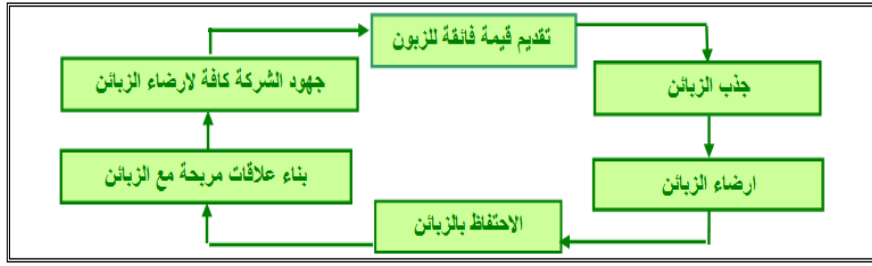 تقديم قيمة فائقة للزبون
جذب الزبائن
ارضاء الزبائن
الاحتفاظ بالزبائن
بناء علاقات مربحة مع الزبائن
جهود الشركة كافة لارضاء الزبائن